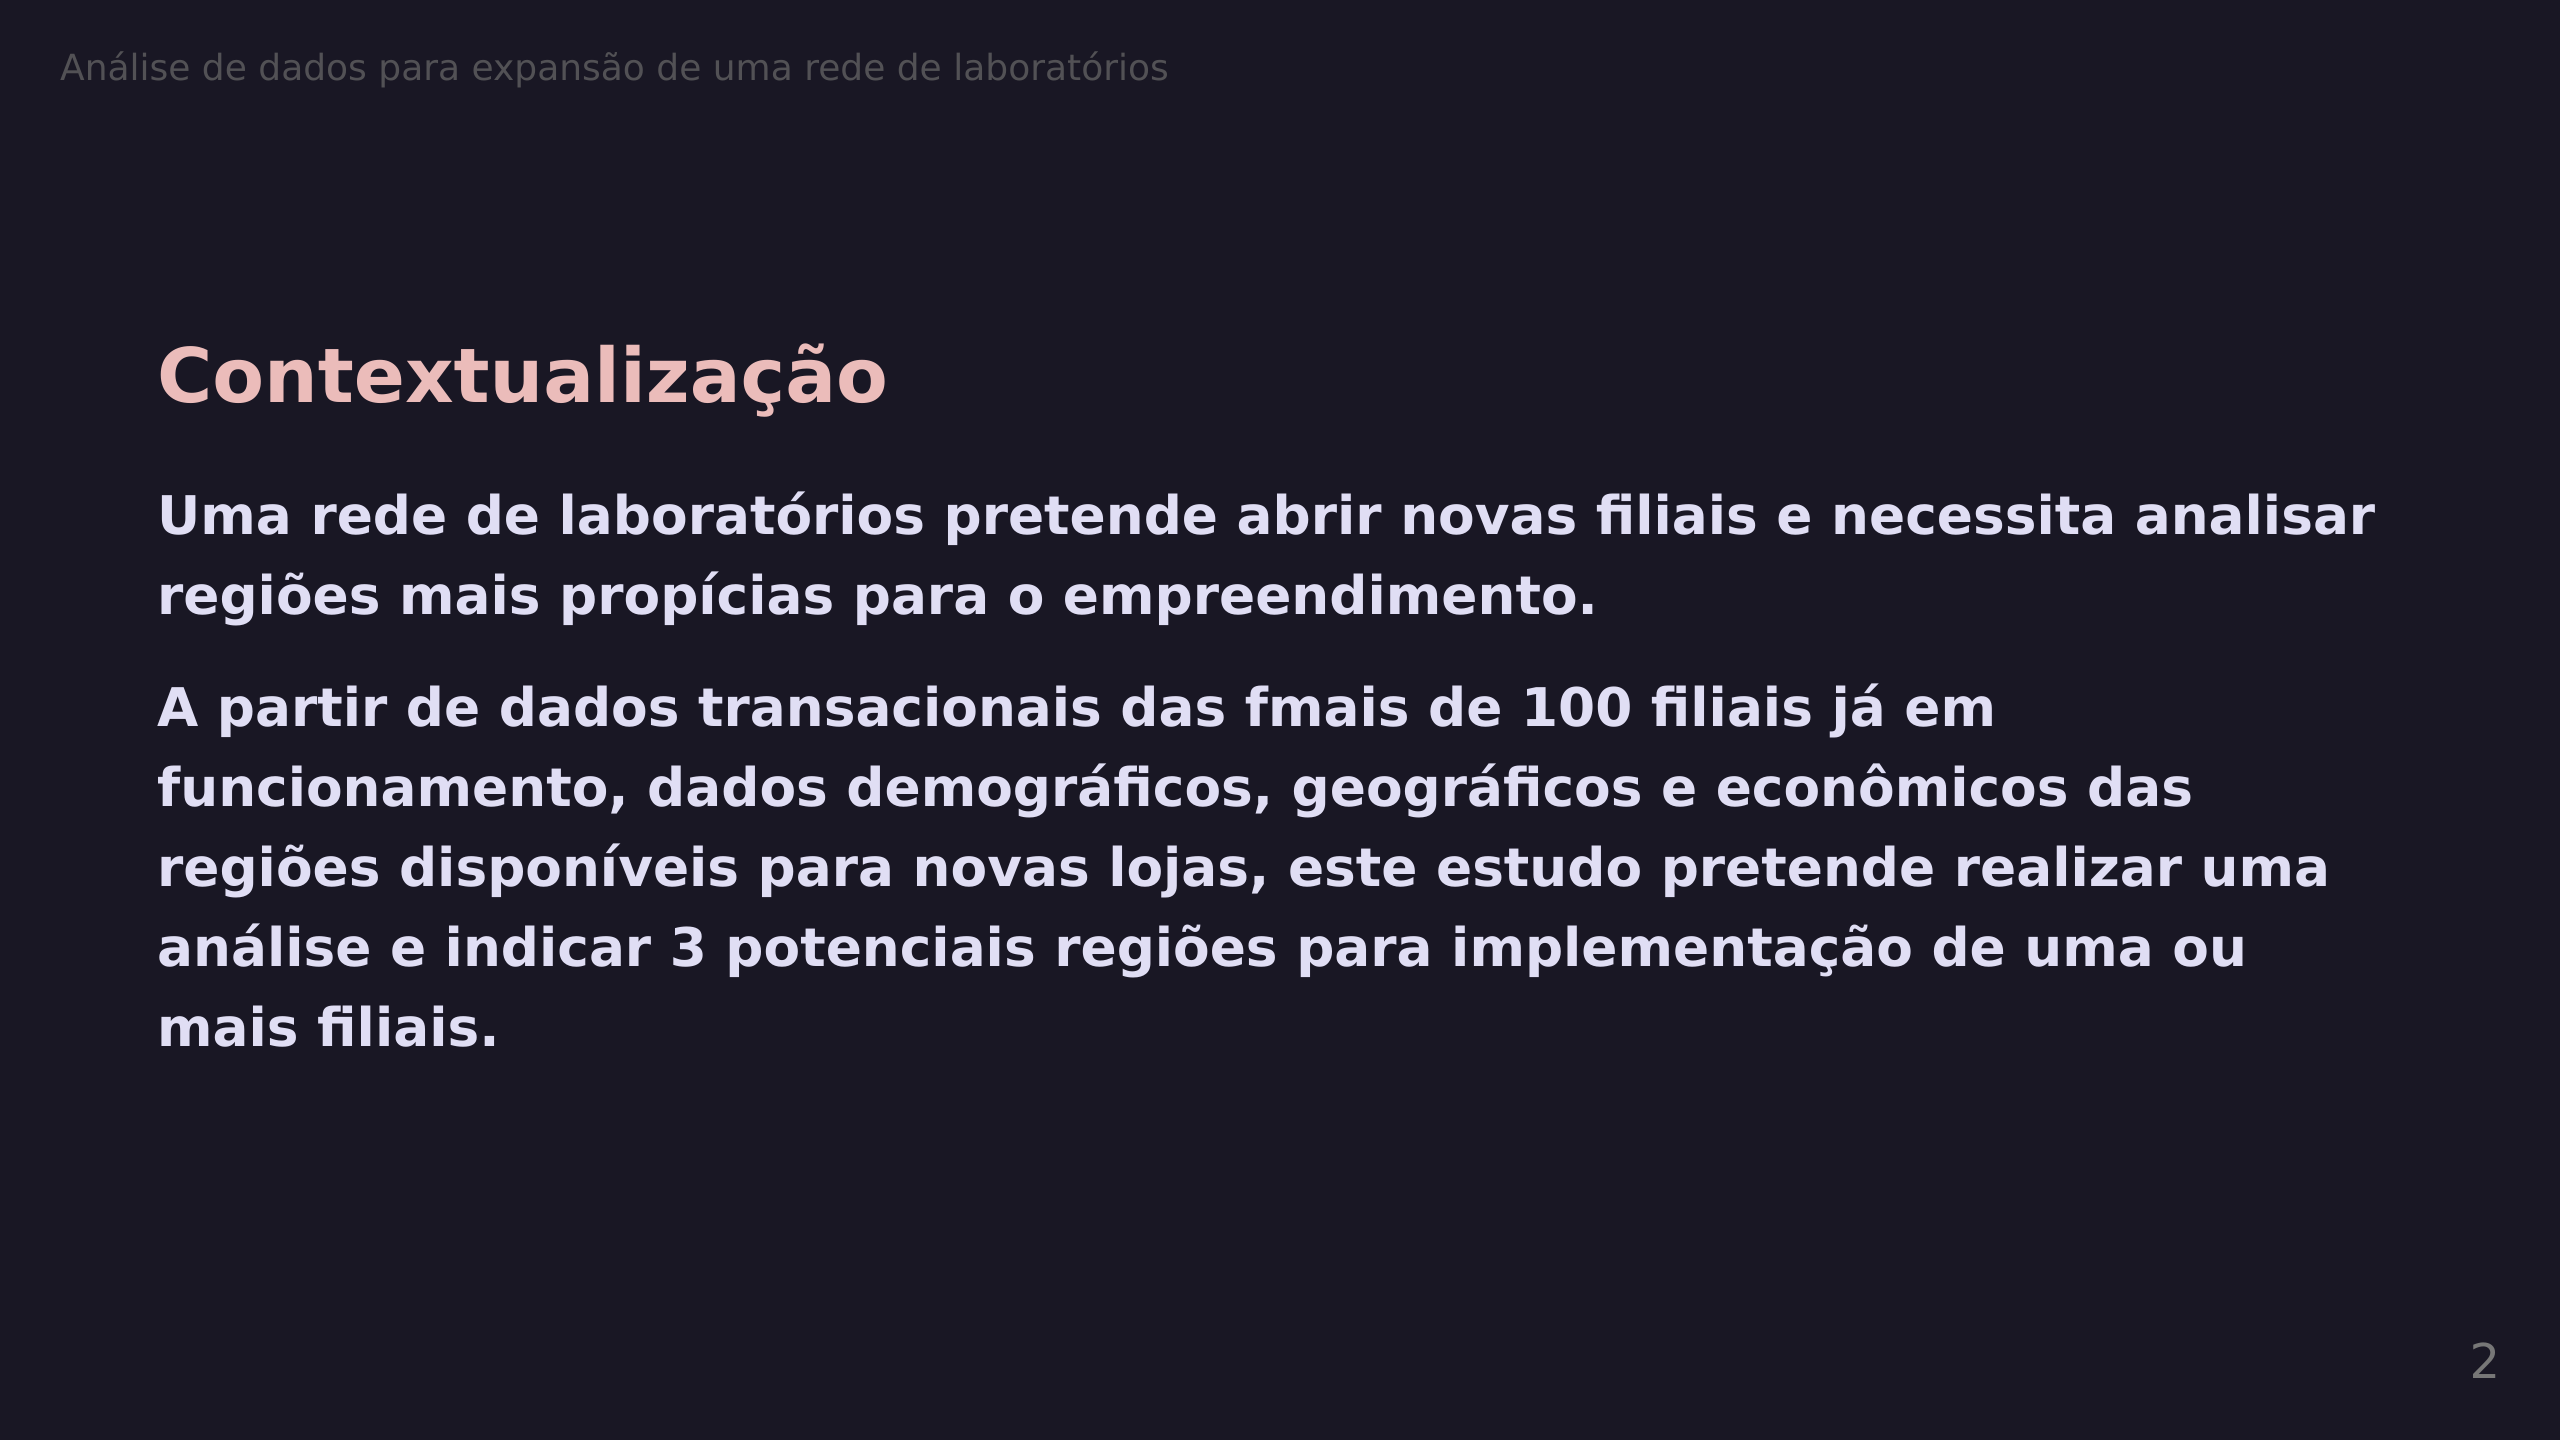 Análise de dados para expansão de uma rede de laboratórios
Contextualização
Uma rede de laboratórios pretende abrir novas filiais e necessita analisar
regiões mais propícias para o empreendimento.
A partir de dados transacionais das fmais de 100 filiais já em
funcionamento, dados demográficos, geográficos e econômicos das
regiões disponíveis para novas lojas, este estudo pretende realizar uma
análise e indicar 3 potenciais regiões para implementação de uma ou
mais filiais.
2